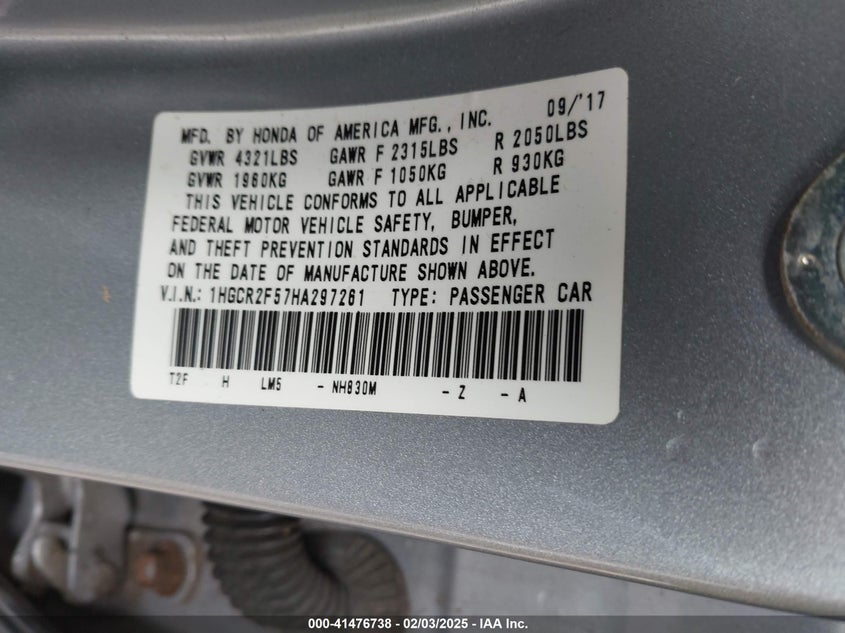 09/'17
MFD. BY HONDA OF AMERICA MFG., INC.
GVWR 4321LBS GAWR F 2315LBS R 2050LBS
GVWR 1960KG GAWR F 1050KG R 930KG
THIS VEHICLE CONFORMS TO ALL APPLICABLE
FEDERAL MOTOR VEHICLE SAFETY, BUMPER,
AND THEFT PREVENTION STANDARDS IN EFFECT
ON THE DATE OF MANUFACTURE SHOWN ABOVE.
V.I.N.: 1HGCR2F57HA297261 TYPE: PASSENGER CAR
T2F H LM5 - NH830M - Z - A
000-41476738 - 02/03/2025 - IAA Inc.